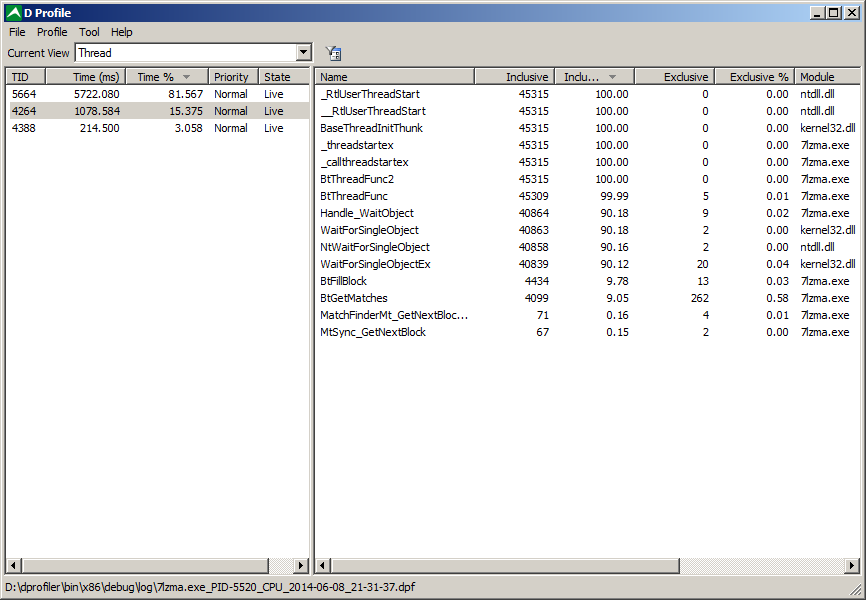 D Profile
File Profile Tool Help
Current View Thread
TID Time (ms) Time % Priority State
5664 5722.080 81.567 Normal Live
4264 1078.584 15.375 Normal Live
4388 214.500 3.058 Normal Live
Name Inclusive Inclu... Exclusive Exclusive % Module
_RtlUserThreadStart 45315 100.00 0 0.00 ntdll.dll
__RtlUserThreadStart 45315 100.00 0 0.00 ntdll.dll
BaseThreadInitThunk 45315 100.00 0 0.00 kernel32.dll
_threadstartex 45315 100.00 0 0.00 7lzma.exe
_callthreadstartex 45315 100.00 0 0.00 7lzma.exe
BtThreadFunc2 45315 100.00 0 0.00 7lzma.exe
BtThreadFunc 45309 99.99 5 0.01 7lzma.exe
Handle_WaitObject 40864 90.18 9 0.02 7lzma.exe
WaitForSingleObject 40863 90.18 2 0.00 kernel32.dll
NtWaitForSingleObject 40858 90.16 2 0.00 ntdll.dll
WaitForSingleObjectEx 40839 90.12 20 0.04 kernel32.dll
BtFillBlock 4434 9.78 13 0.03 7lzma.exe
BtGetMatches 4099 9.05 262 0.58 7lzma.exe
MatchFinderMt_GetNextBloc... 71 0.16 4 0.01 7lzma.exe
MtSync_GetNextBlock 67 0.15 2 0.00 7lzma.exe
D:\dprofiler\bin\x86\debug\log\7lzma.exe_PID-5520_CPU_2014-06-08_21-31-37.dpf